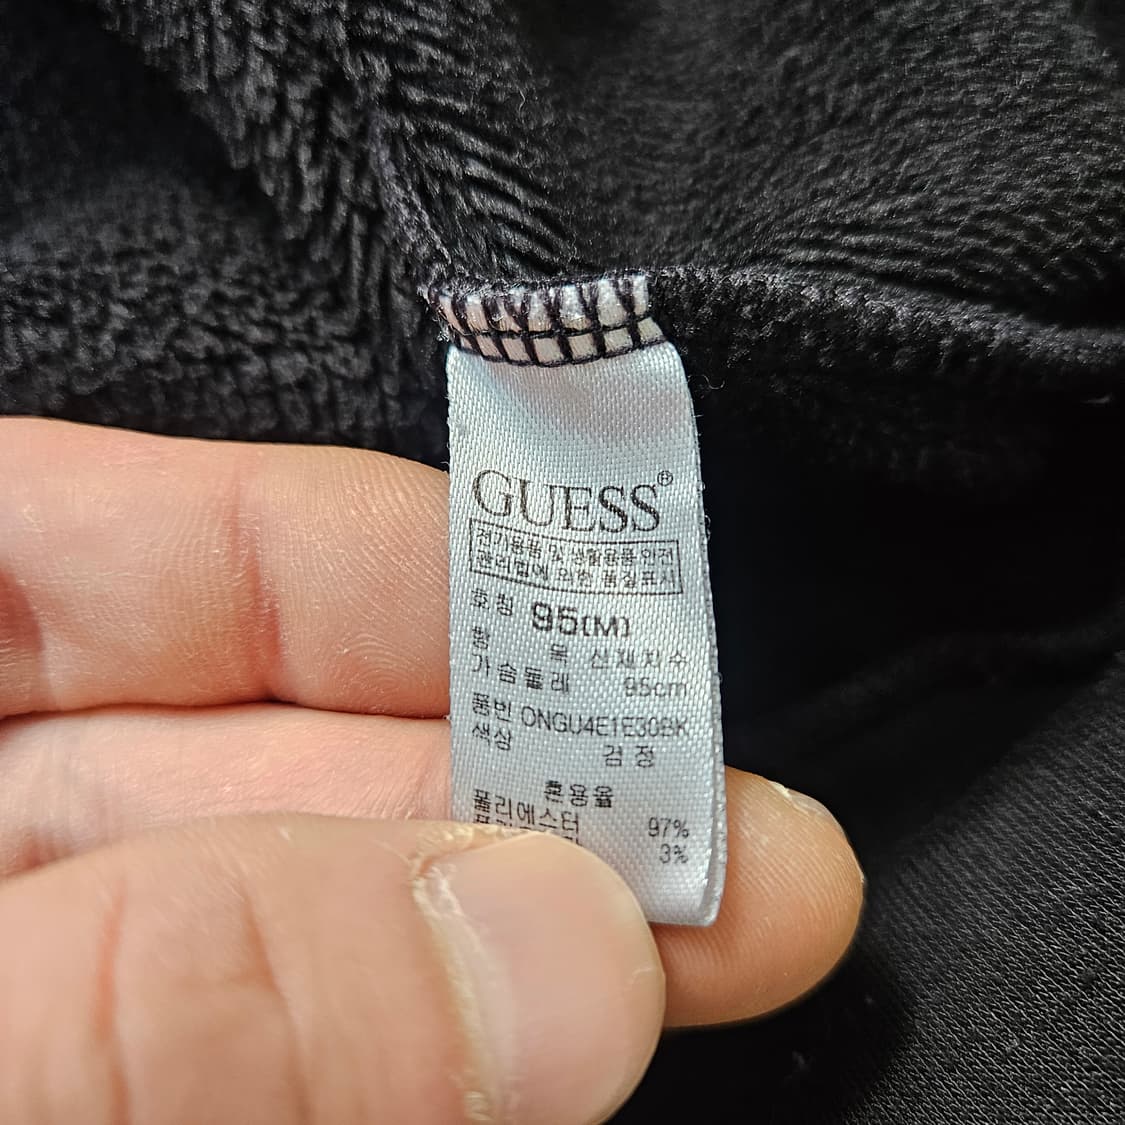 GUESS®
전기용품 및 생활용품 안전
관리법에 의한 품질표시
호칭 95(M)
항 목 신체치수
가슴둘레 95cm
품번 ONGU4E1E30BK
색상 검정
혼용율
폴리에스터 97%
3%